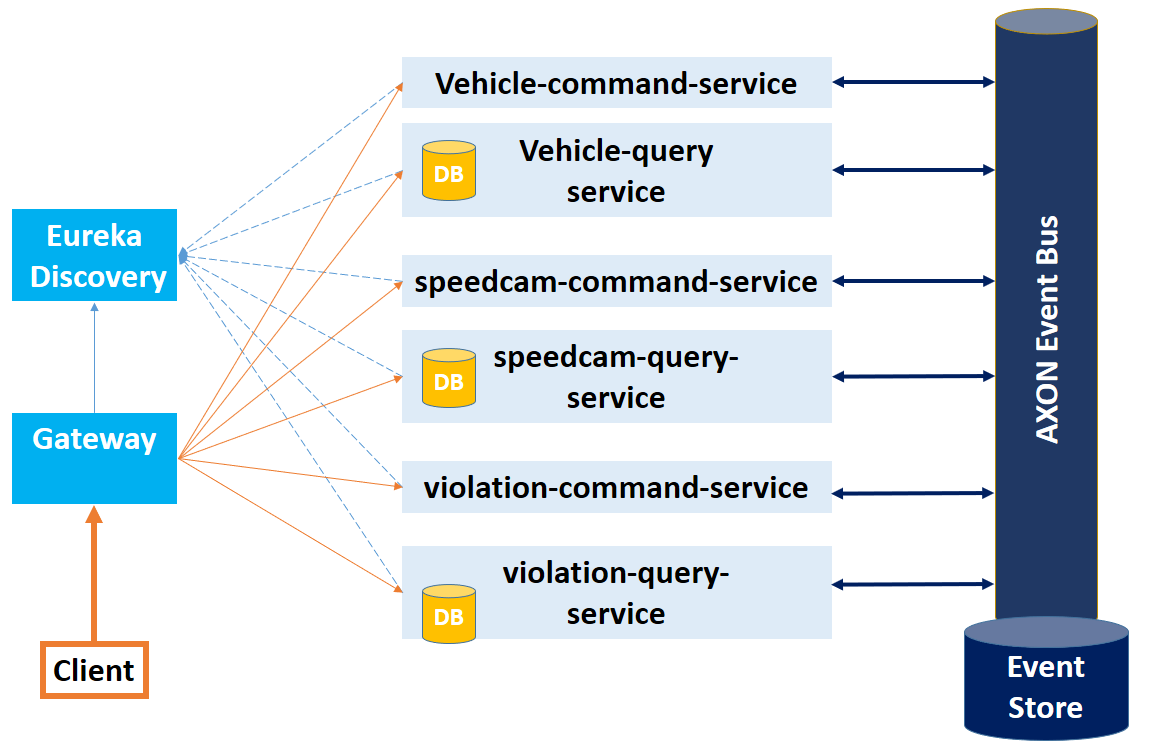 Vehicle-command-service
Vehicle-query
service
DB
speedcam-command-service
speedcam-query-
service
DB
violation-command-service
violation-query-
service
DB
Eureka
Discovery
Gateway
Client
AXON Event Bus
Event
Store